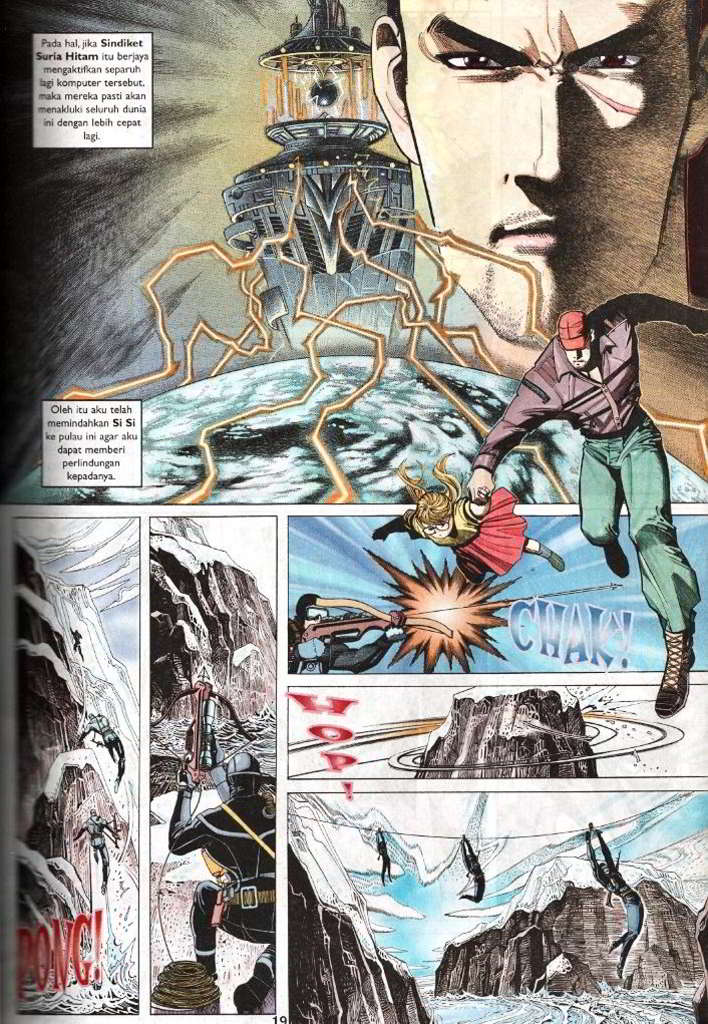 Pada hal, jika Sindiket
Suria Hitam itu berjaya
mengaktifkan separuh
lagi komputer tersebut,
maka mereka pasti akan
menakluki seluruh dunia
ini dengan lebih cepat
lagi.
Oleh itu aku telah
memindahkan Si Si
ke pulau ini agar aku
dapat memberi
perlindungan
kepadanya.
CHAK!
HOP!
PONG!
19